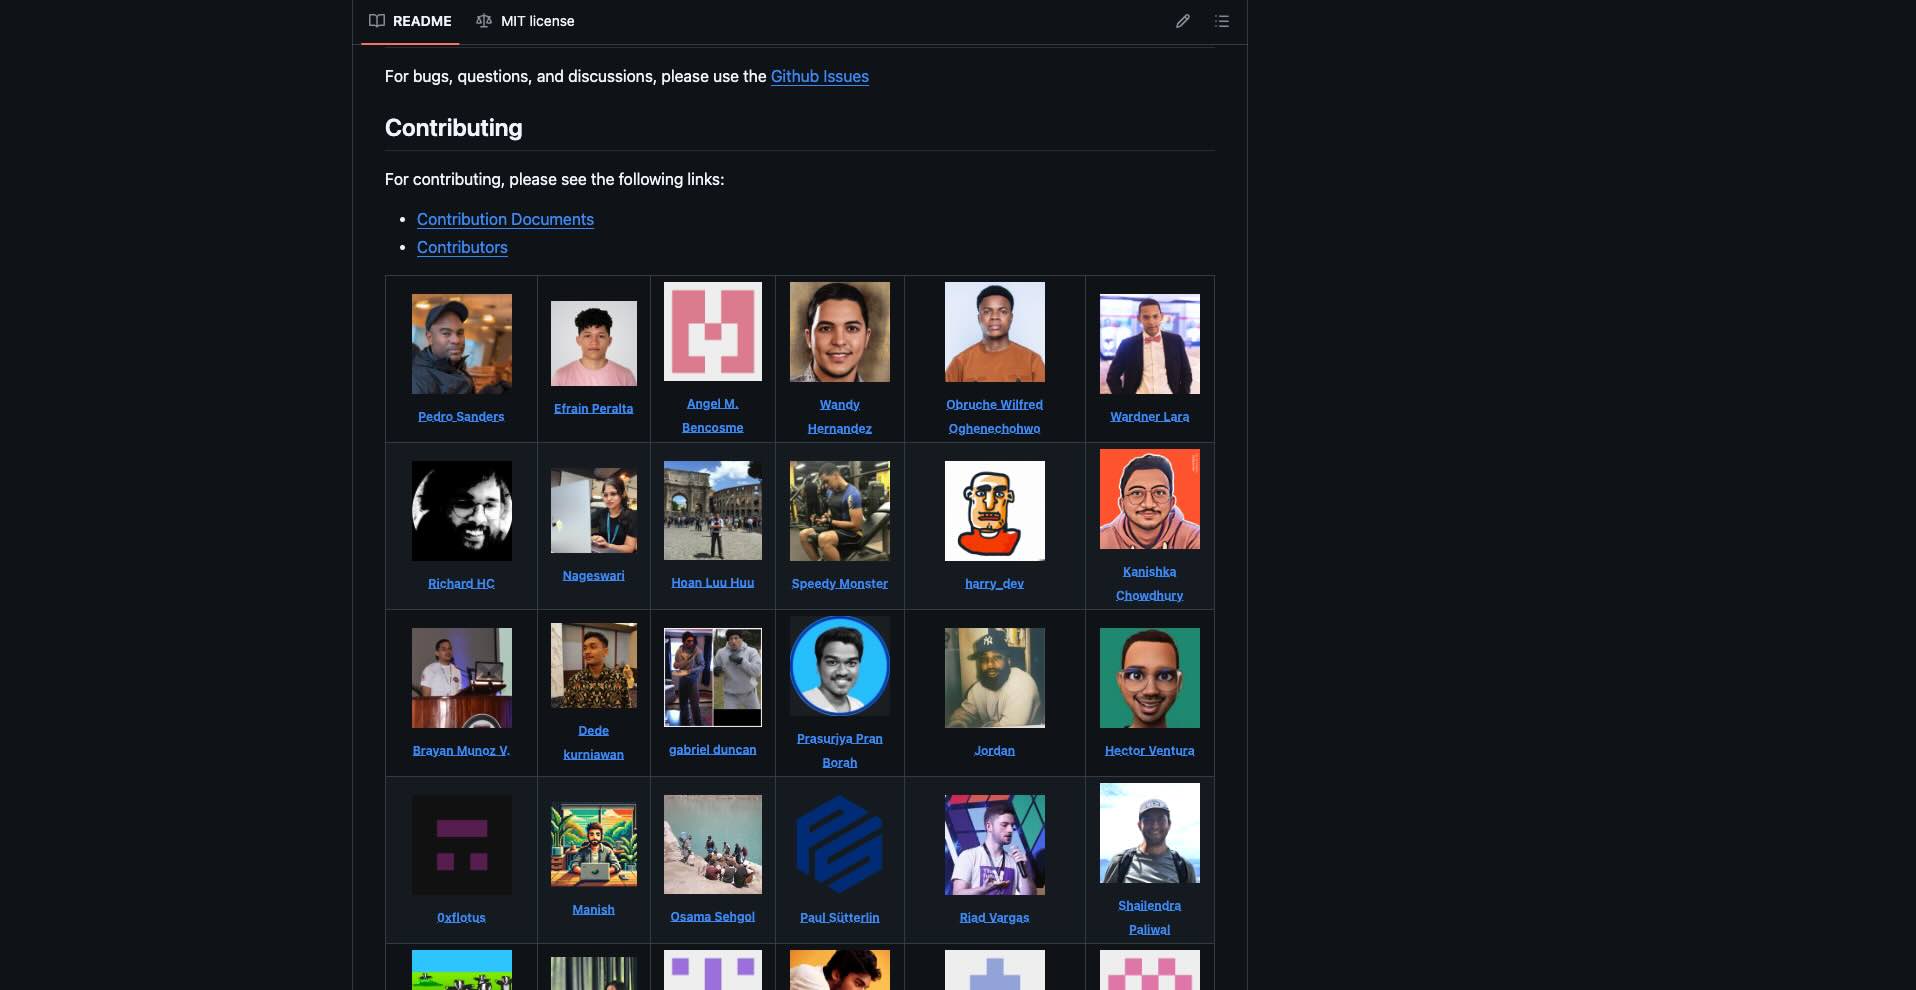 README MIT license
For bugs, questions, and discussions, please use the Github Issues
Contributing
For contributing, please see the following links:
Contribution Documents
Contributors
Pedro Sanders
Efrain Peralta
Angel M.
Bencosme
Wandy
Hernandez
Obruche Wilfred
Oghenechohwo
Wardner Lara
Richard HC
Nageswari
Hoan Luu Huu
Speedy Monster
harry_dev
Kanishka
Chowdhury
Brayan Munoz V.
Dede
kurniawan
gabriel duncan
Prasurjya Pran
Borah
Jordan
Hector Ventura
0xflotus
Manish
Osama Sehgol
Paul Sütterlin
Riad Vargas
Shailendra
Paliwal